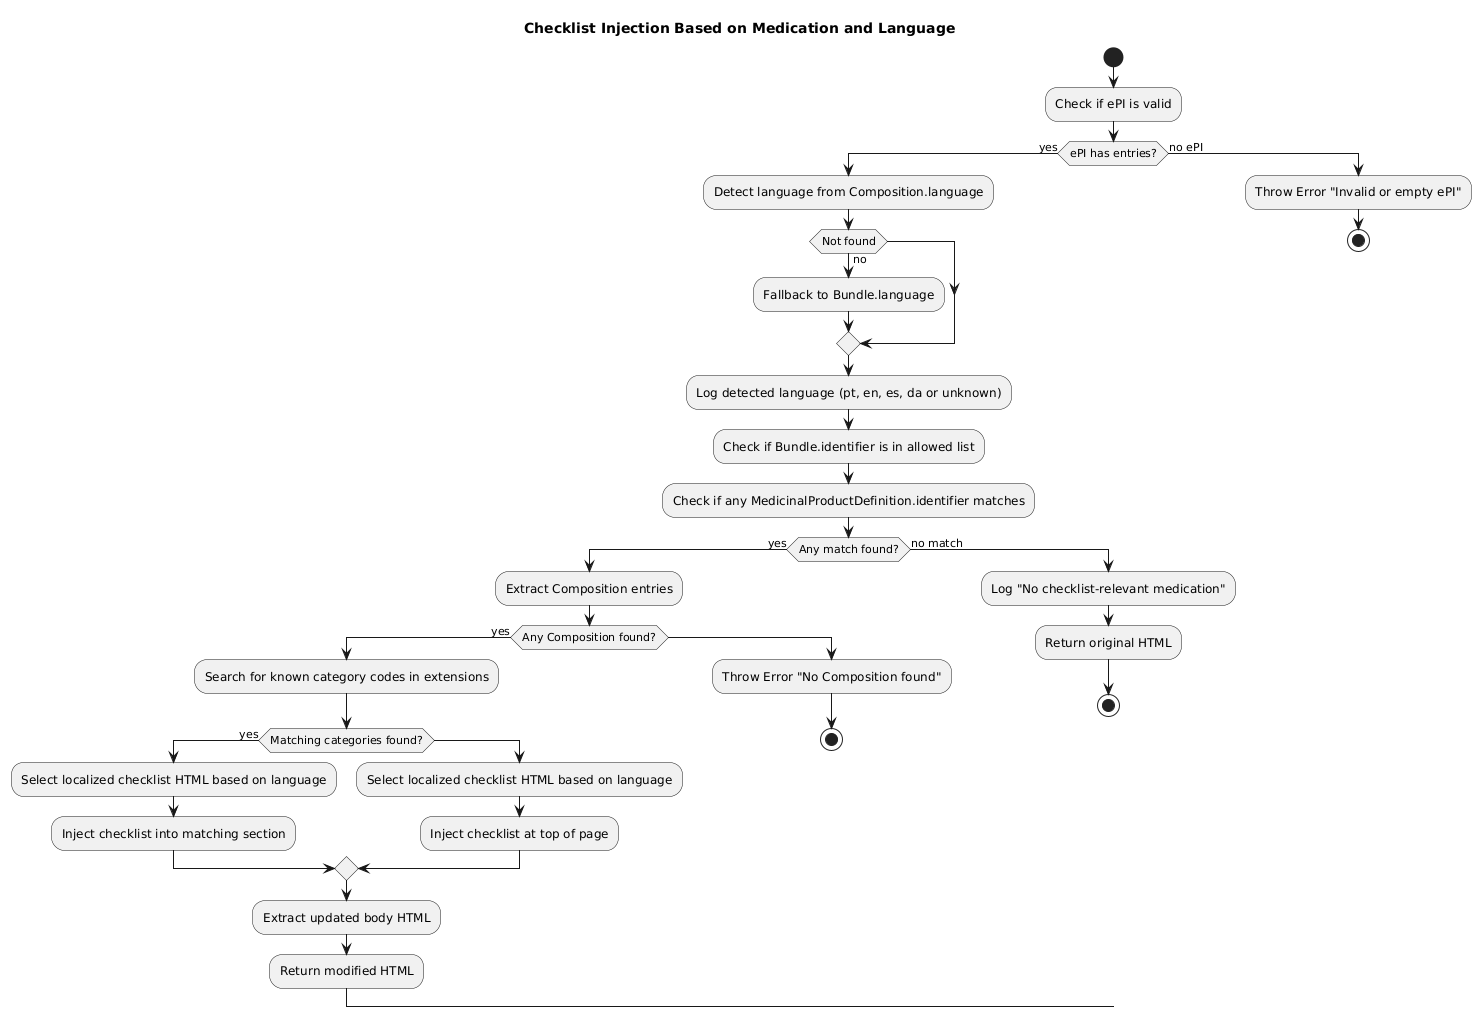 Checklist Injection Based on Medication and Language
Check if ePI is valid
ePI has entries?
yes
no ePI
Detect language from Composition.language
Throw Error "Invalid or empty ePI"
Not found
no
Fallback to Bundle.language
Log detected language (pt, en, es, da or unknown)
Check if Bundle.identifier is in allowed list
Check if any MedicinalProductDefinition.identifier matches
Any match found?
yes
no match
Extract Composition entries
Log "No checklist-relevant medication"
Any Composition found?
yes
Return original HTML
Search for known category codes in extensions
Throw Error "No Composition found"
Matching categories found?
yes
Select localized checklist HTML based on language
Select localized checklist HTML based on language
Inject checklist into matching section
Inject checklist at top of page
Extract updated body HTML
Return modified HTML